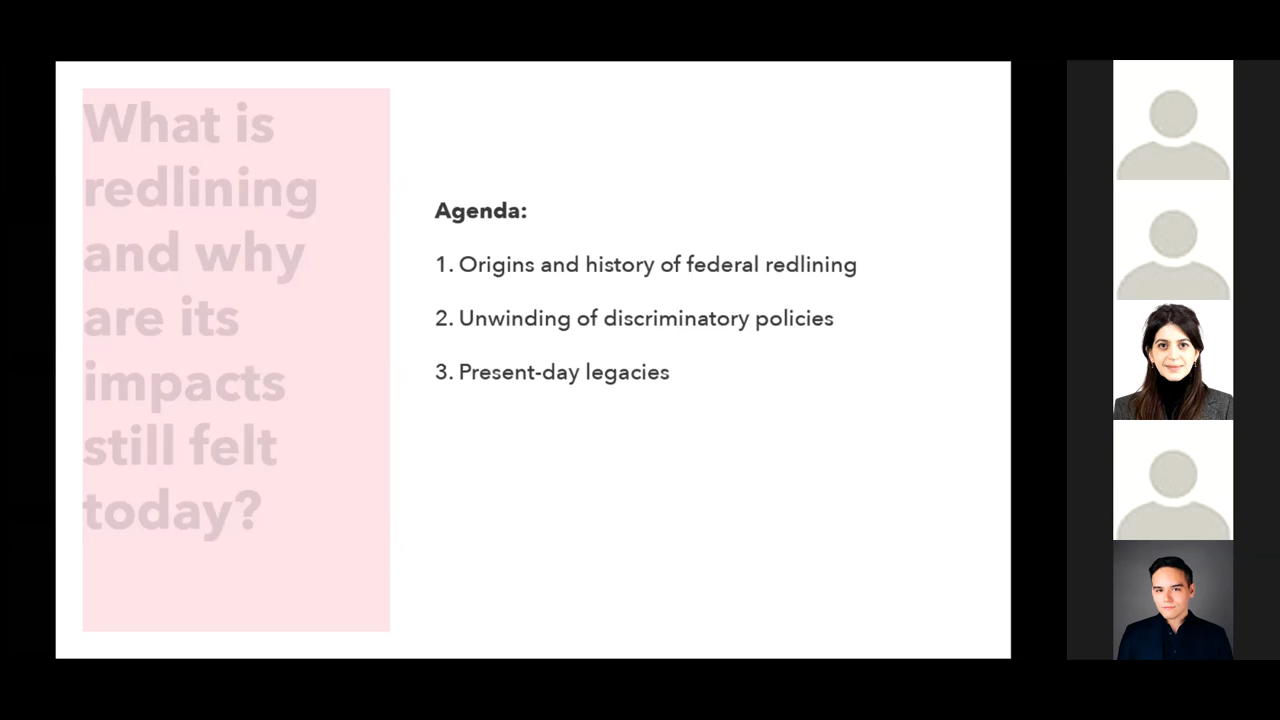 What is
redlining
and why
are its
impacts
still felt
today?
Agenda:
1. Origins and history of federal redlining
2. Unwinding of discriminatory policies
3. Present-day legacies